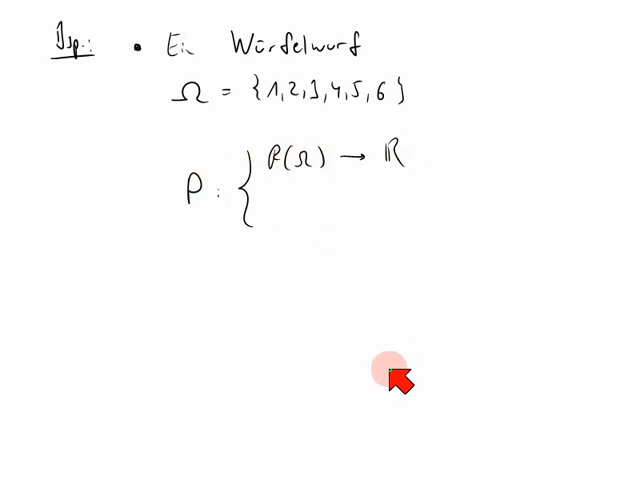 Bsp.: • Ein Würfelwurf
Ω = {1,2,3,4,5,6}
P(Ω) → ℝ
P: {